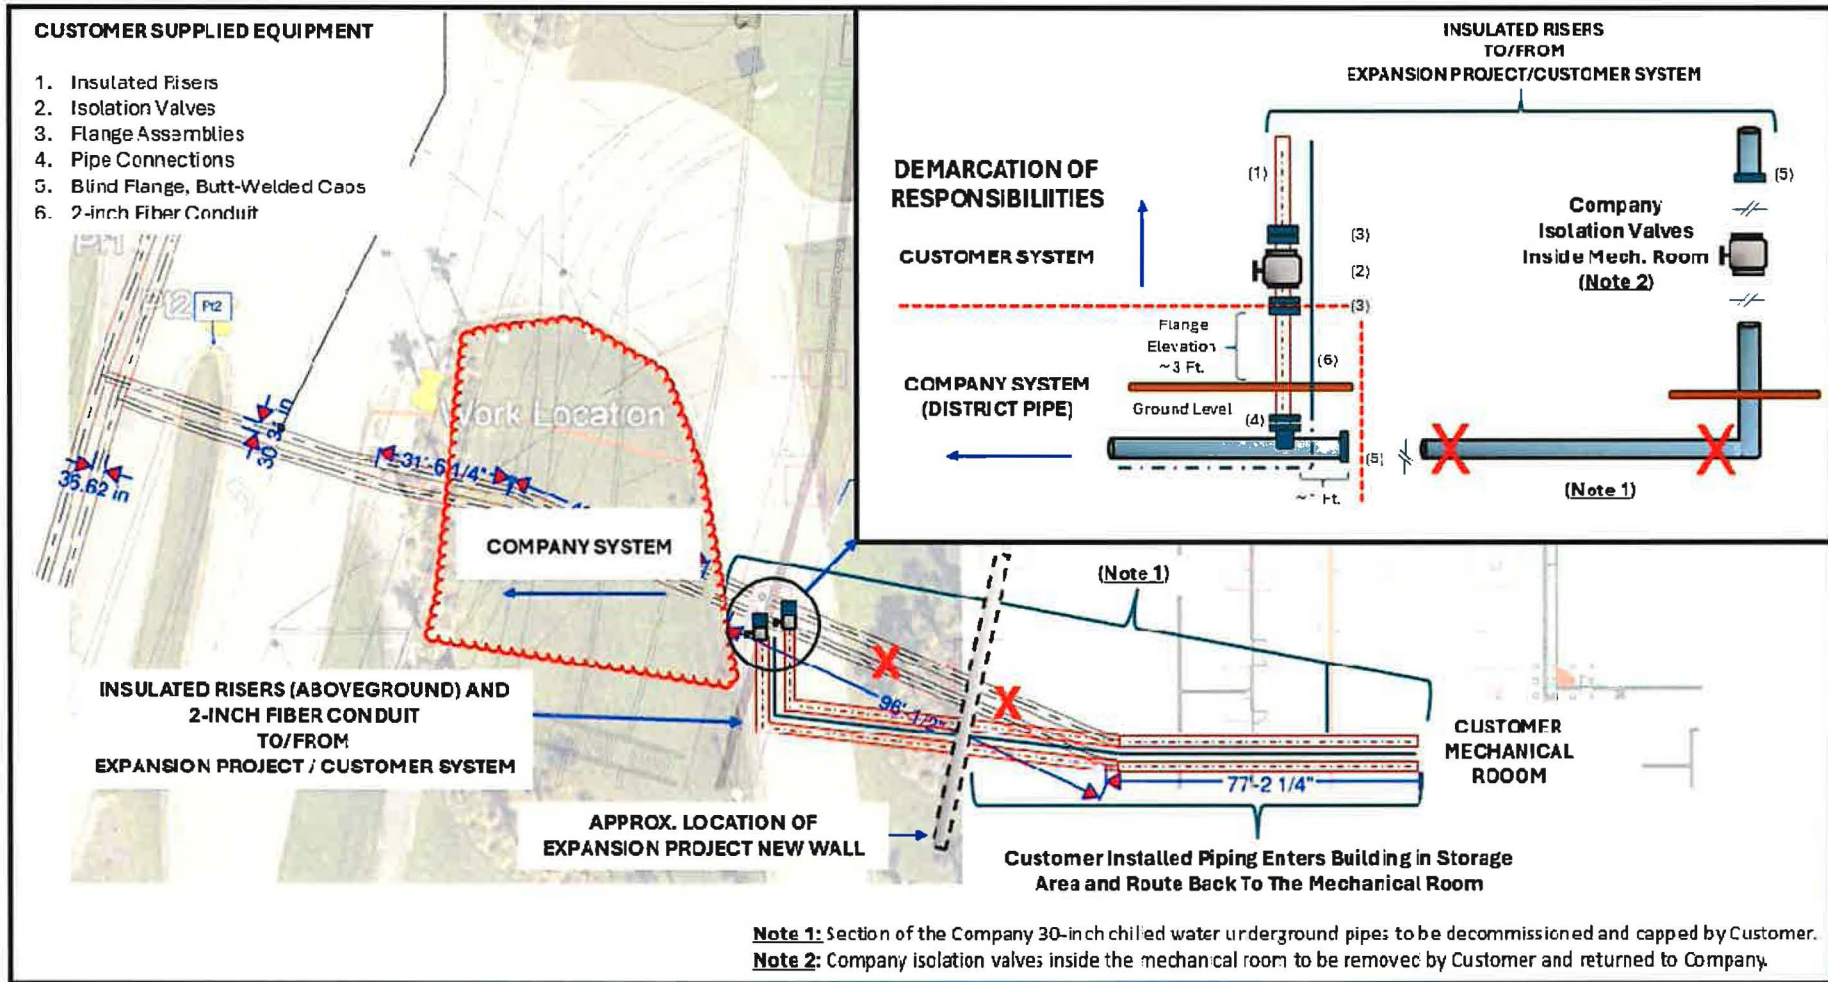 CUSTOMER SUPPLIED EQUIPMENT
1. Insulated Risers
2. Isolation Valves
3. Flange Assemblies
4. Pipe Connections
5. Blind Flange, Butt-Welded Caps
6. 2-inch Fiber Conduit
Pt2
Work Location
35.62 in
31'-6 1/4"
COMPANY SYSTEM
INSULATED RISERS (ABOVEGROUND) AND
2-INCH FIBER CONDUIT
TO/FROM
EXPANSION PROJECT / CUSTOMER SYSTEM
APPROX. LOCATION OF
EXPANSION PROJECT NEW WALL
96'-1/2"
77'-2 1/4"
(Note 1)
CUSTOMER
MECHANICAL
ROOOM
Customer Installed Piping Enters Building in Storage
Area and Route Back To The Mechanical Room
INSULATED RISERS
TO/FROM
EXPANSION PROJECT/CUSTOMER SYSTEM
DEMARCATION OF
RESPONSIBILIITIES
CUSTOMER SYSTEM
COMPANY SYSTEM
(DISTRICT PIPE)
(1)
(3)
(2)
(3)
Flange
Elevation
~3 Ft.
(6)
Ground Level
(4)
(5)
Ft.
(5)
Company
Isolation Valves
Inside Mech. Room
(Note 2)
(Note 1)
Note 1: Section of the Company 30-inch chilled water underground pipes to be decommissioned and capped by Customer.
Note 2: Company isolation valves inside the mechanical room to be removed by Customer and returned to Company.